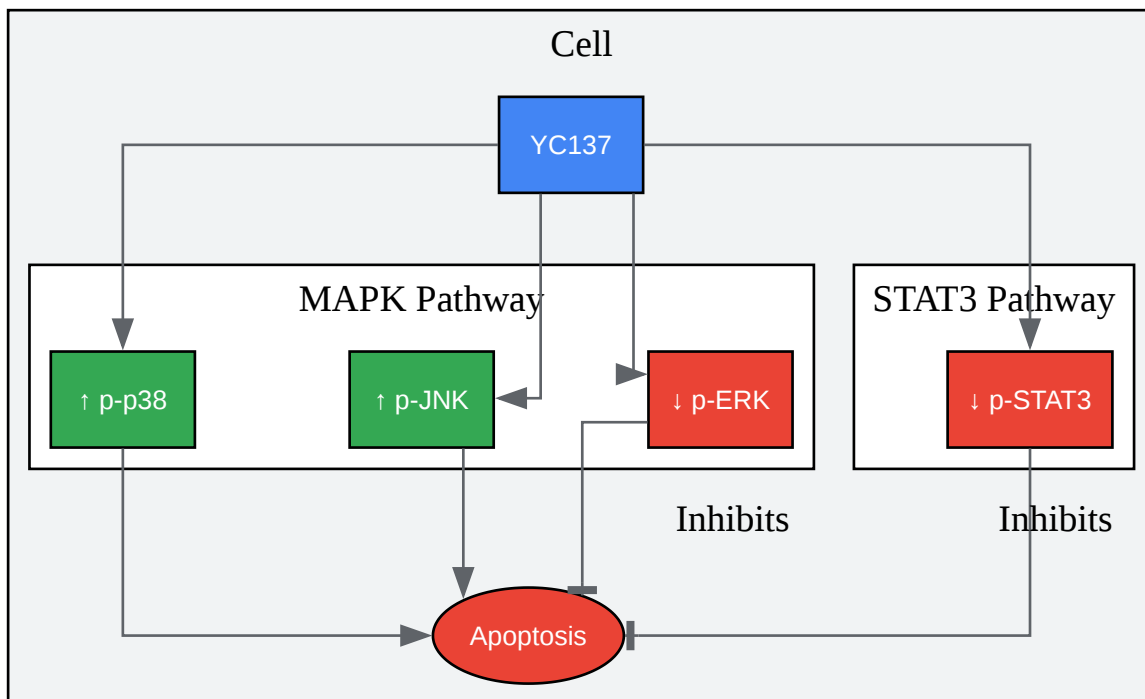 Cell
YC137
MAPK Pathway
STAT3 Pathway
↑ p-p38
↑ p-JNK
↓ p-ERK
↓ p-STAT3
Inhibits
Inhibits
Apoptosis